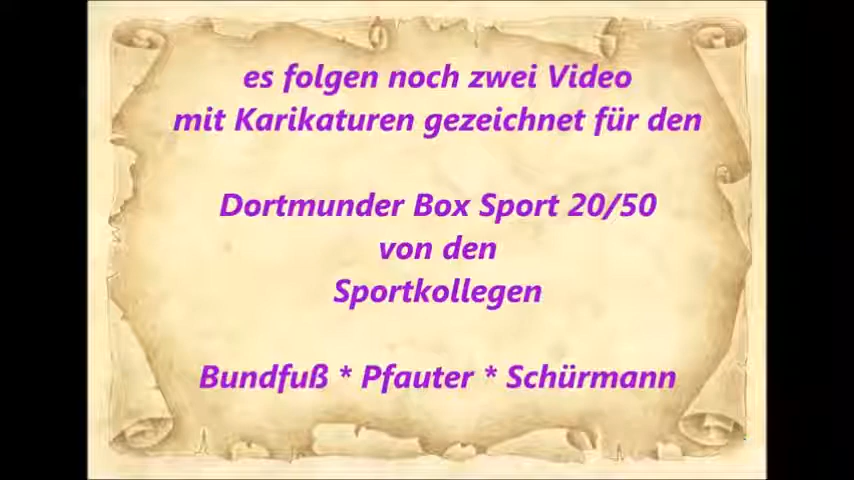 es folgen noch zwei Video
mit Karikaturen gezeichnet für den
Dortmunder Box Sport 20/50
von den
Sportkollegen
Bundfuß * Pfauter * Schürmann